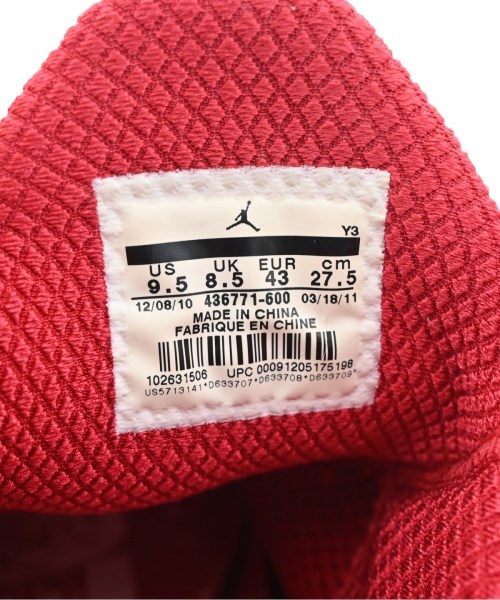 Y3
US UK EUR cm
9.5 8.5 43 27.5
12/08/10 436771-600 03/18/11
MADE IN CHINA
FABRIQUE EN CHINE
102631506 UPC 00091205175198
US5713141*D633707*D633708*D633709*